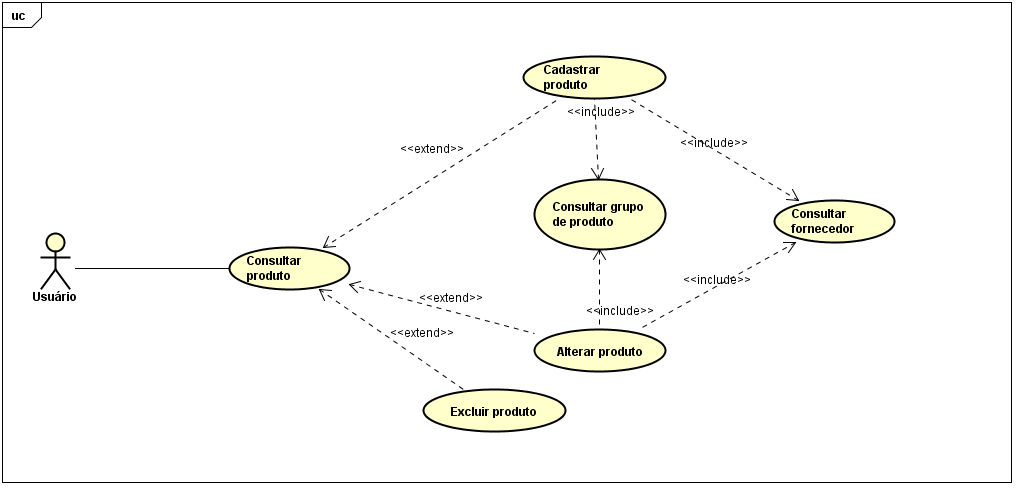 uc
Cadastrar
produto
<<include>>
<<extend>>
<<include>>
Consultar grupo
de produto
Consultar
fornecedor
Usuário
Consultar
produto
<<include>>
<<extend>>
<<include>>
<<extend>>
Alterar produto
Excluir produto